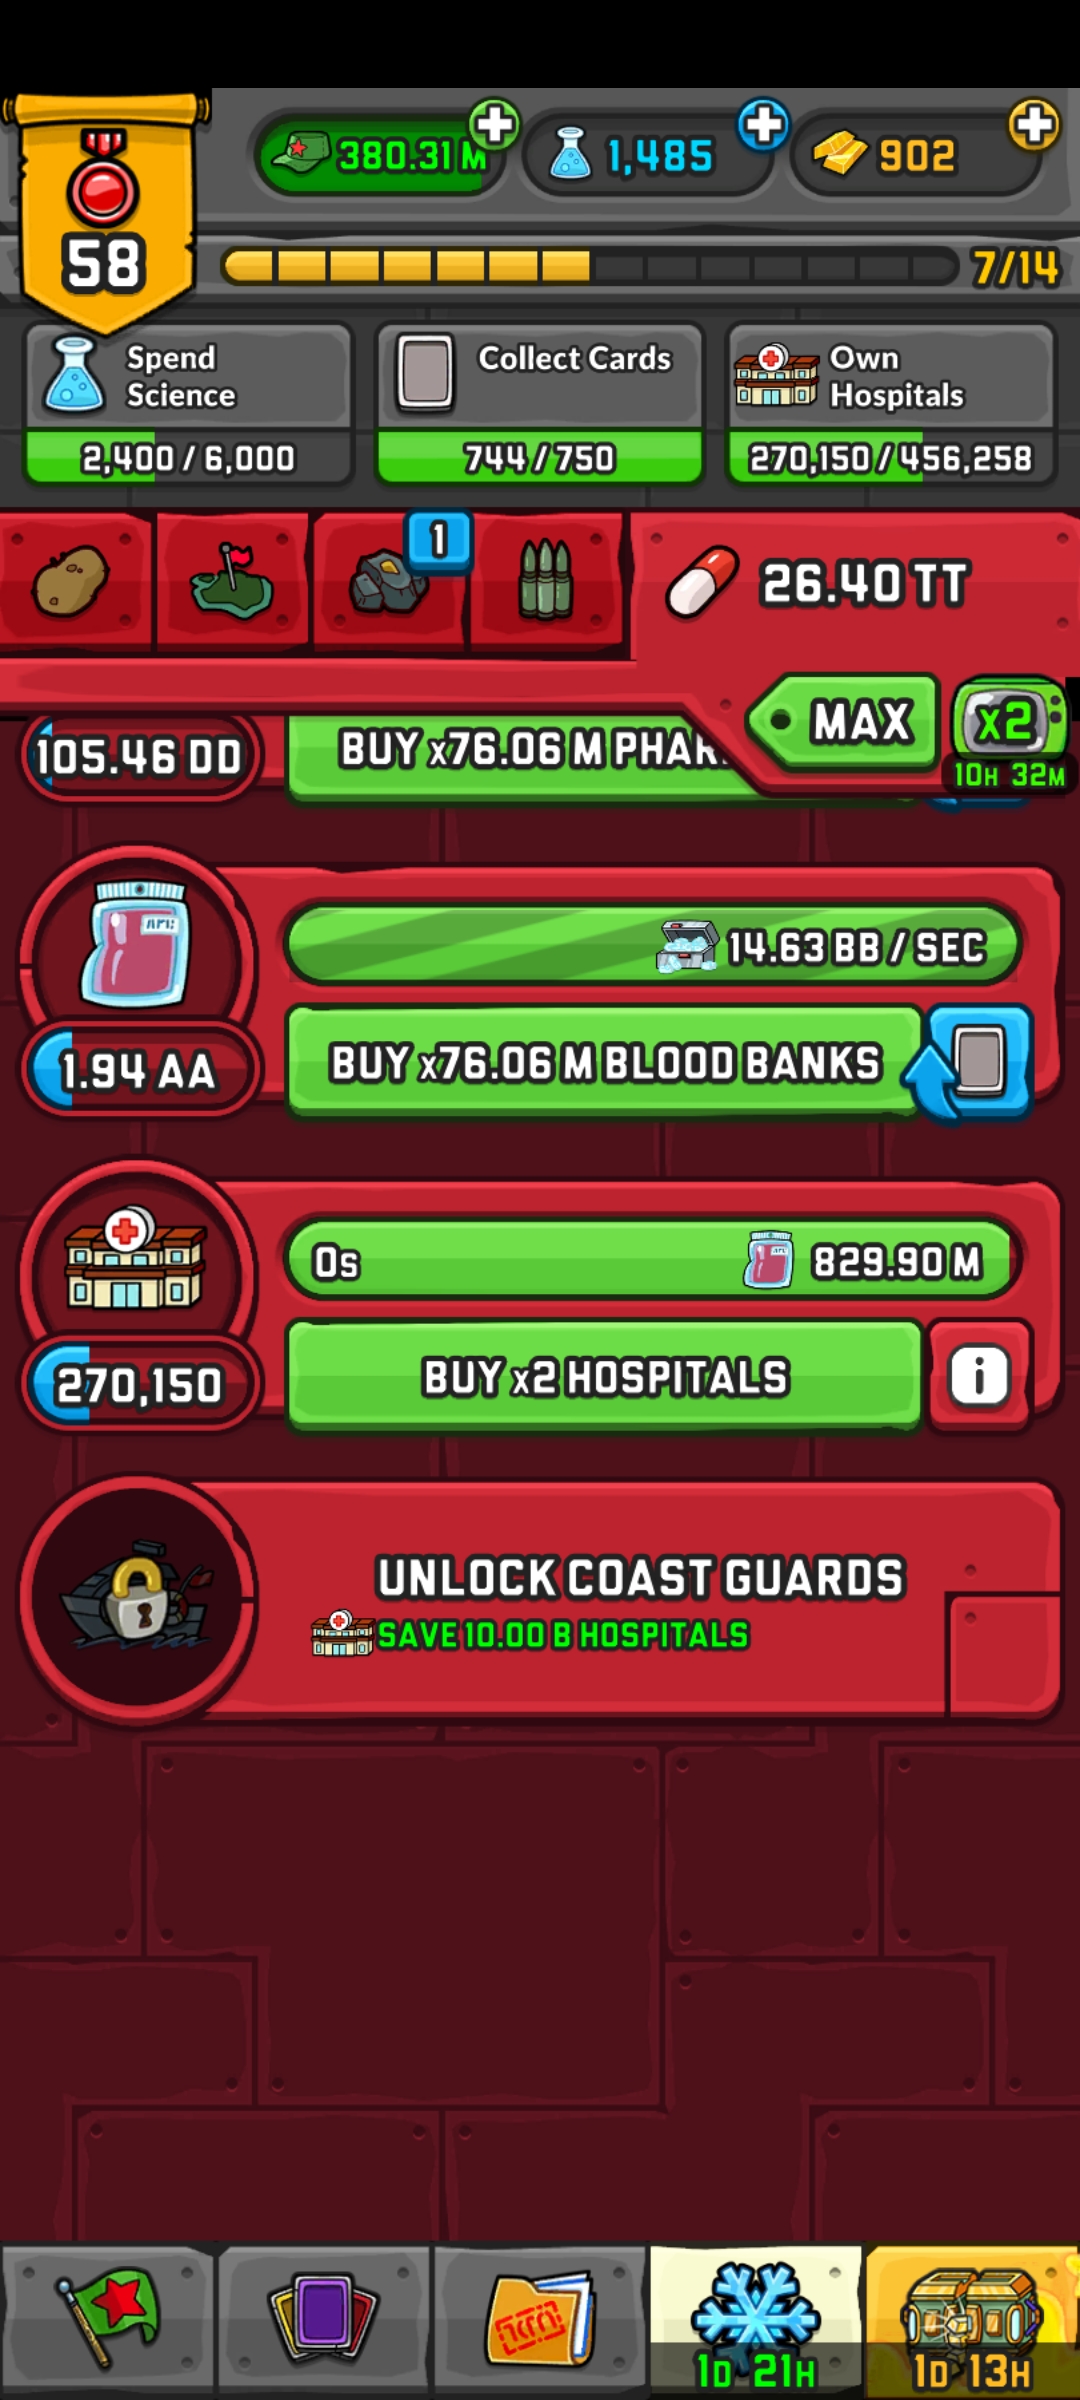 380.31 M
1,485
902
58
7/14
Spend
Science
2,400 / 6,000
Collect Cards
744 / 750
Own
Hospitals
270,150 / 456,258
1
26.40 TT
MAX
x2
10H 32M
105.46 DD
BUY x76.06 M PHAR
14.63 BB / SEC
1.94 AA
BUY x76.06 M BLOOD BANKS
0s
829.90 M
270,150
BUY x2 HOSPITALS
i
UNLOCK COAST GUARDS
SAVE 10.00 B HOSPITALS
1D 21H
1D 13H